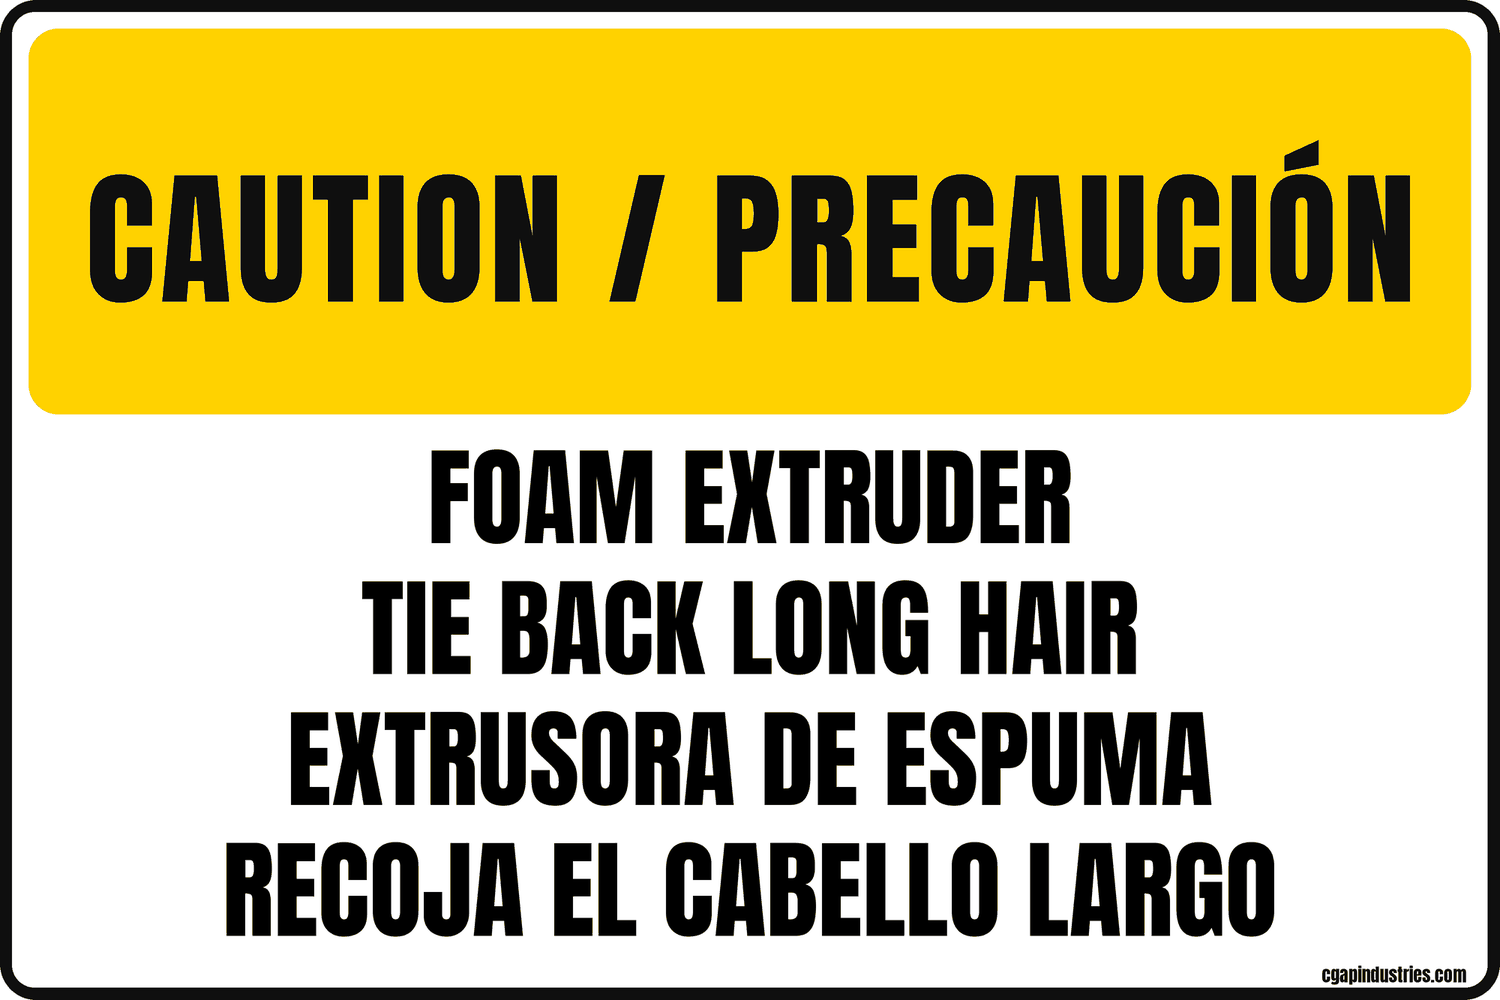 CAUTION / PRECAUCIÓN
FOAM EXTRUDER
TIE BACK LONG HAIR
EXTRUSORA DE ESPUMA
RECOJA EL CABELLO LARGO
cgapindustries.com